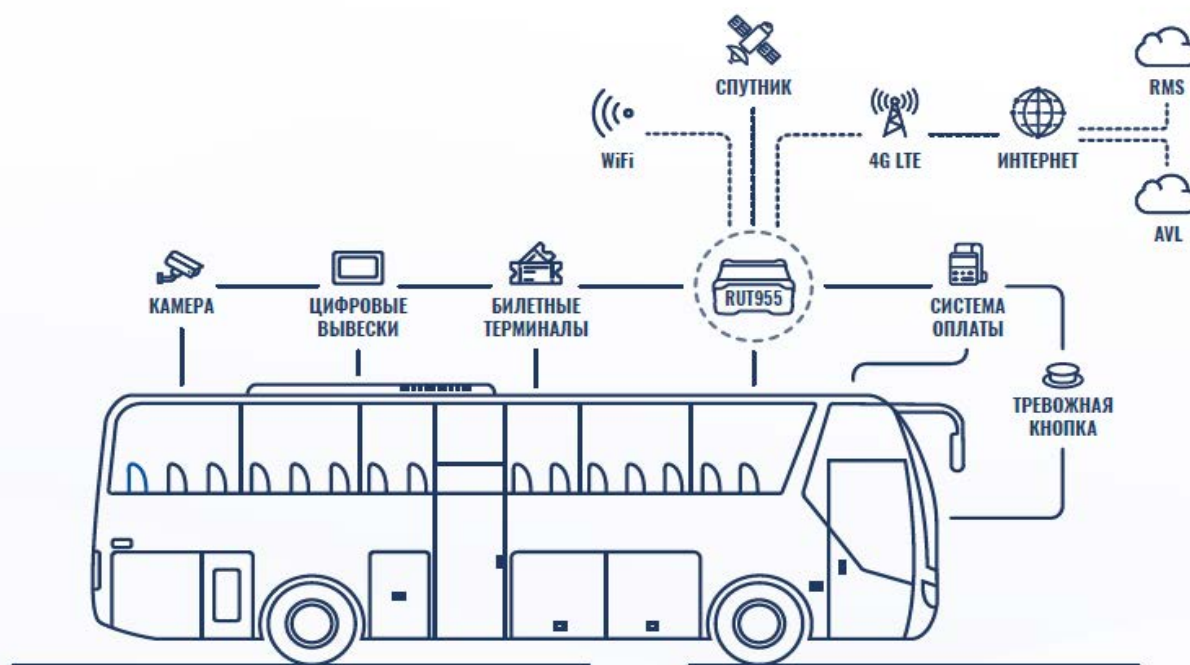 СПУТНИК
RMS
WiFi
4G LTE
ИНТЕРНЕТ
AVL
КАМЕРА
ЦИФРОВЫЕ
ВЫВЕСКИ
БИЛЕТНЫЕ
ТЕРМИНАЛЫ
RUT955
СИСТЕМА
ОПЛАТЫ
ТРЕВОЖНАЯ
КНОПКА